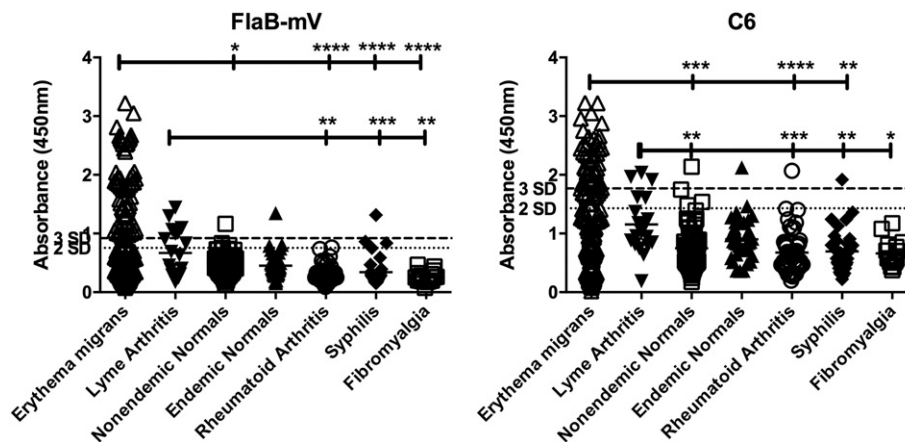 FlaB-mV
* **** **** ****
** *** **
Absorbance (450nm)
4
3
2
1
0
3 SD
2 SD
Erythema migrans
Lyme Arthritis
Nonendemic Normals
Endemic Normals
Rheumatoid Arthritis
Syphilis
Fibromyalgia
C6
*** **** **
** *** ** *
Absorbance (450nm)
4
3
2
1
0
3 SD
2 SD
Erythema migrans
Lyme Arthritis
Nonendemic Normals
Endemic Normals
Rheumatoid Arthritis
Syphilis
Fibromyalgia